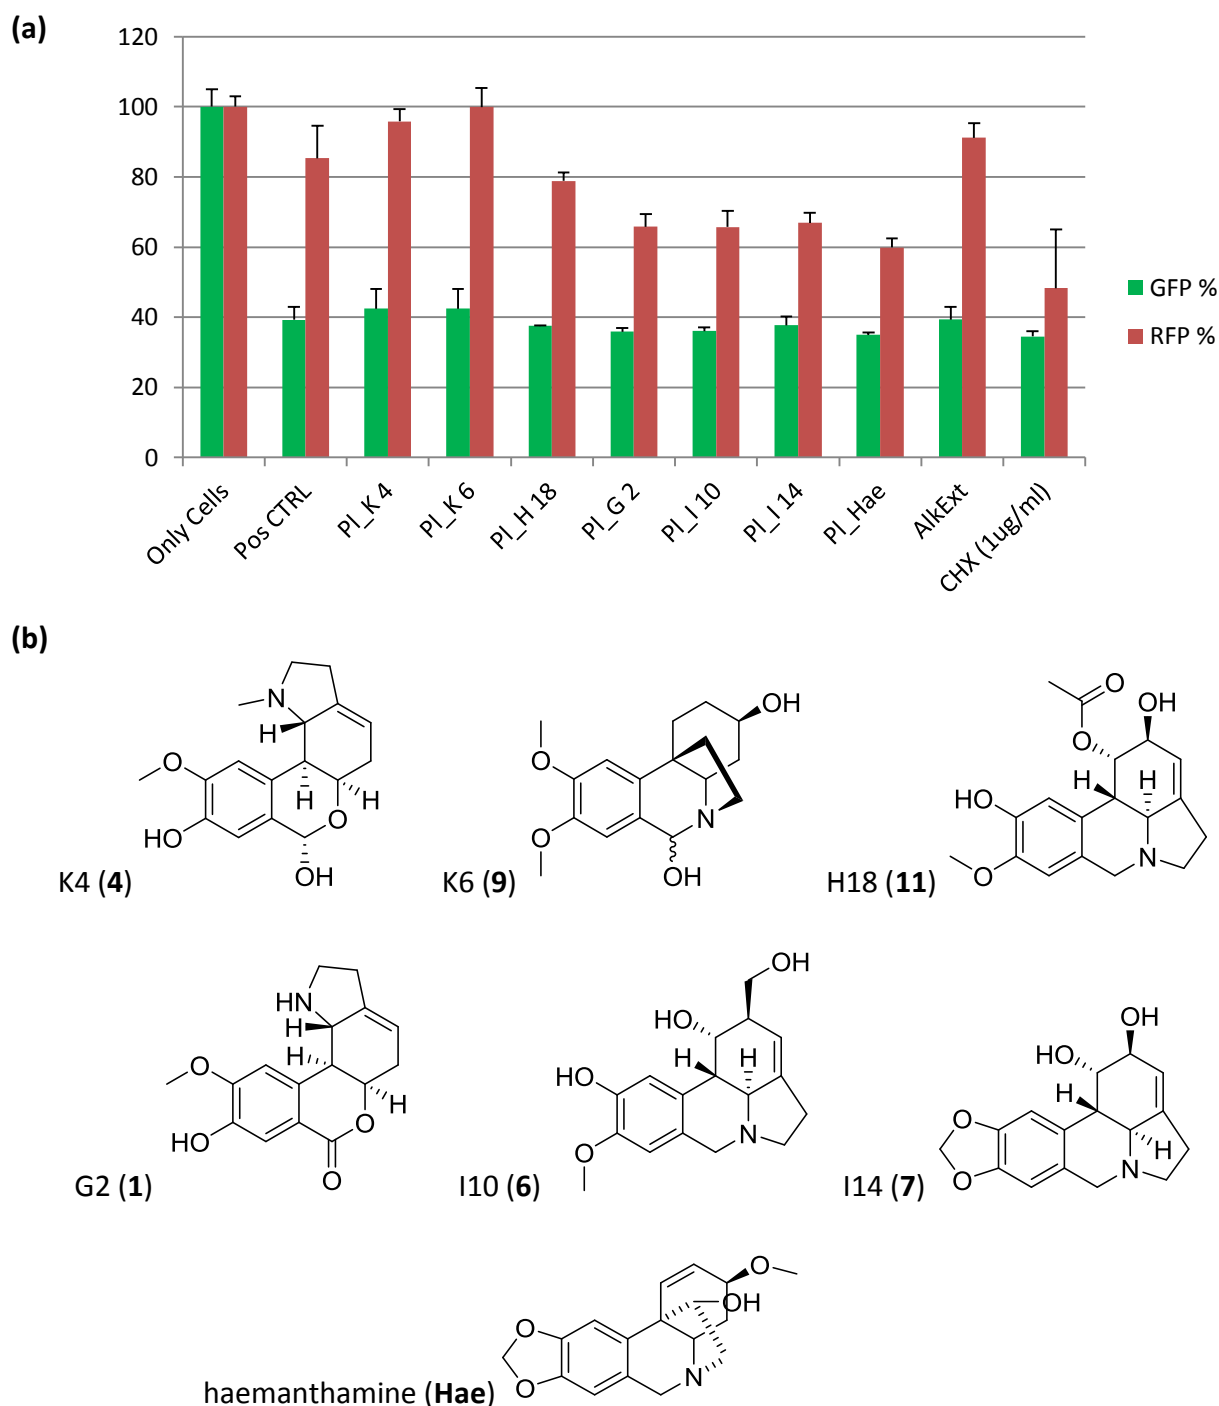 (a)
120
100
80
60
40
20
0
Only Cells
Pos CTRL
PI_K 4
PI_K 6
PI_H 18
PI_G 2
PI_I 10
PI_I 14
PI_Hae
AlkExt
CHX (1ug/ml)
GFP %
RFP %
(b)
N
H
O
H
H
O
HO
OH
K4 (4)
OH
O
O
N
OH
K6 (9)
O
OH
O
H
H
HO
O
N
H18 (11)
HN
H
H
O
H
HO
O
O
G2 (1)
OH
HO
H
H
HO
O
N
I10 (6)
OH
HO
H
O
H
O
N
I14 (7)
O
OH
O
O
N
haemanthamine (Hae)